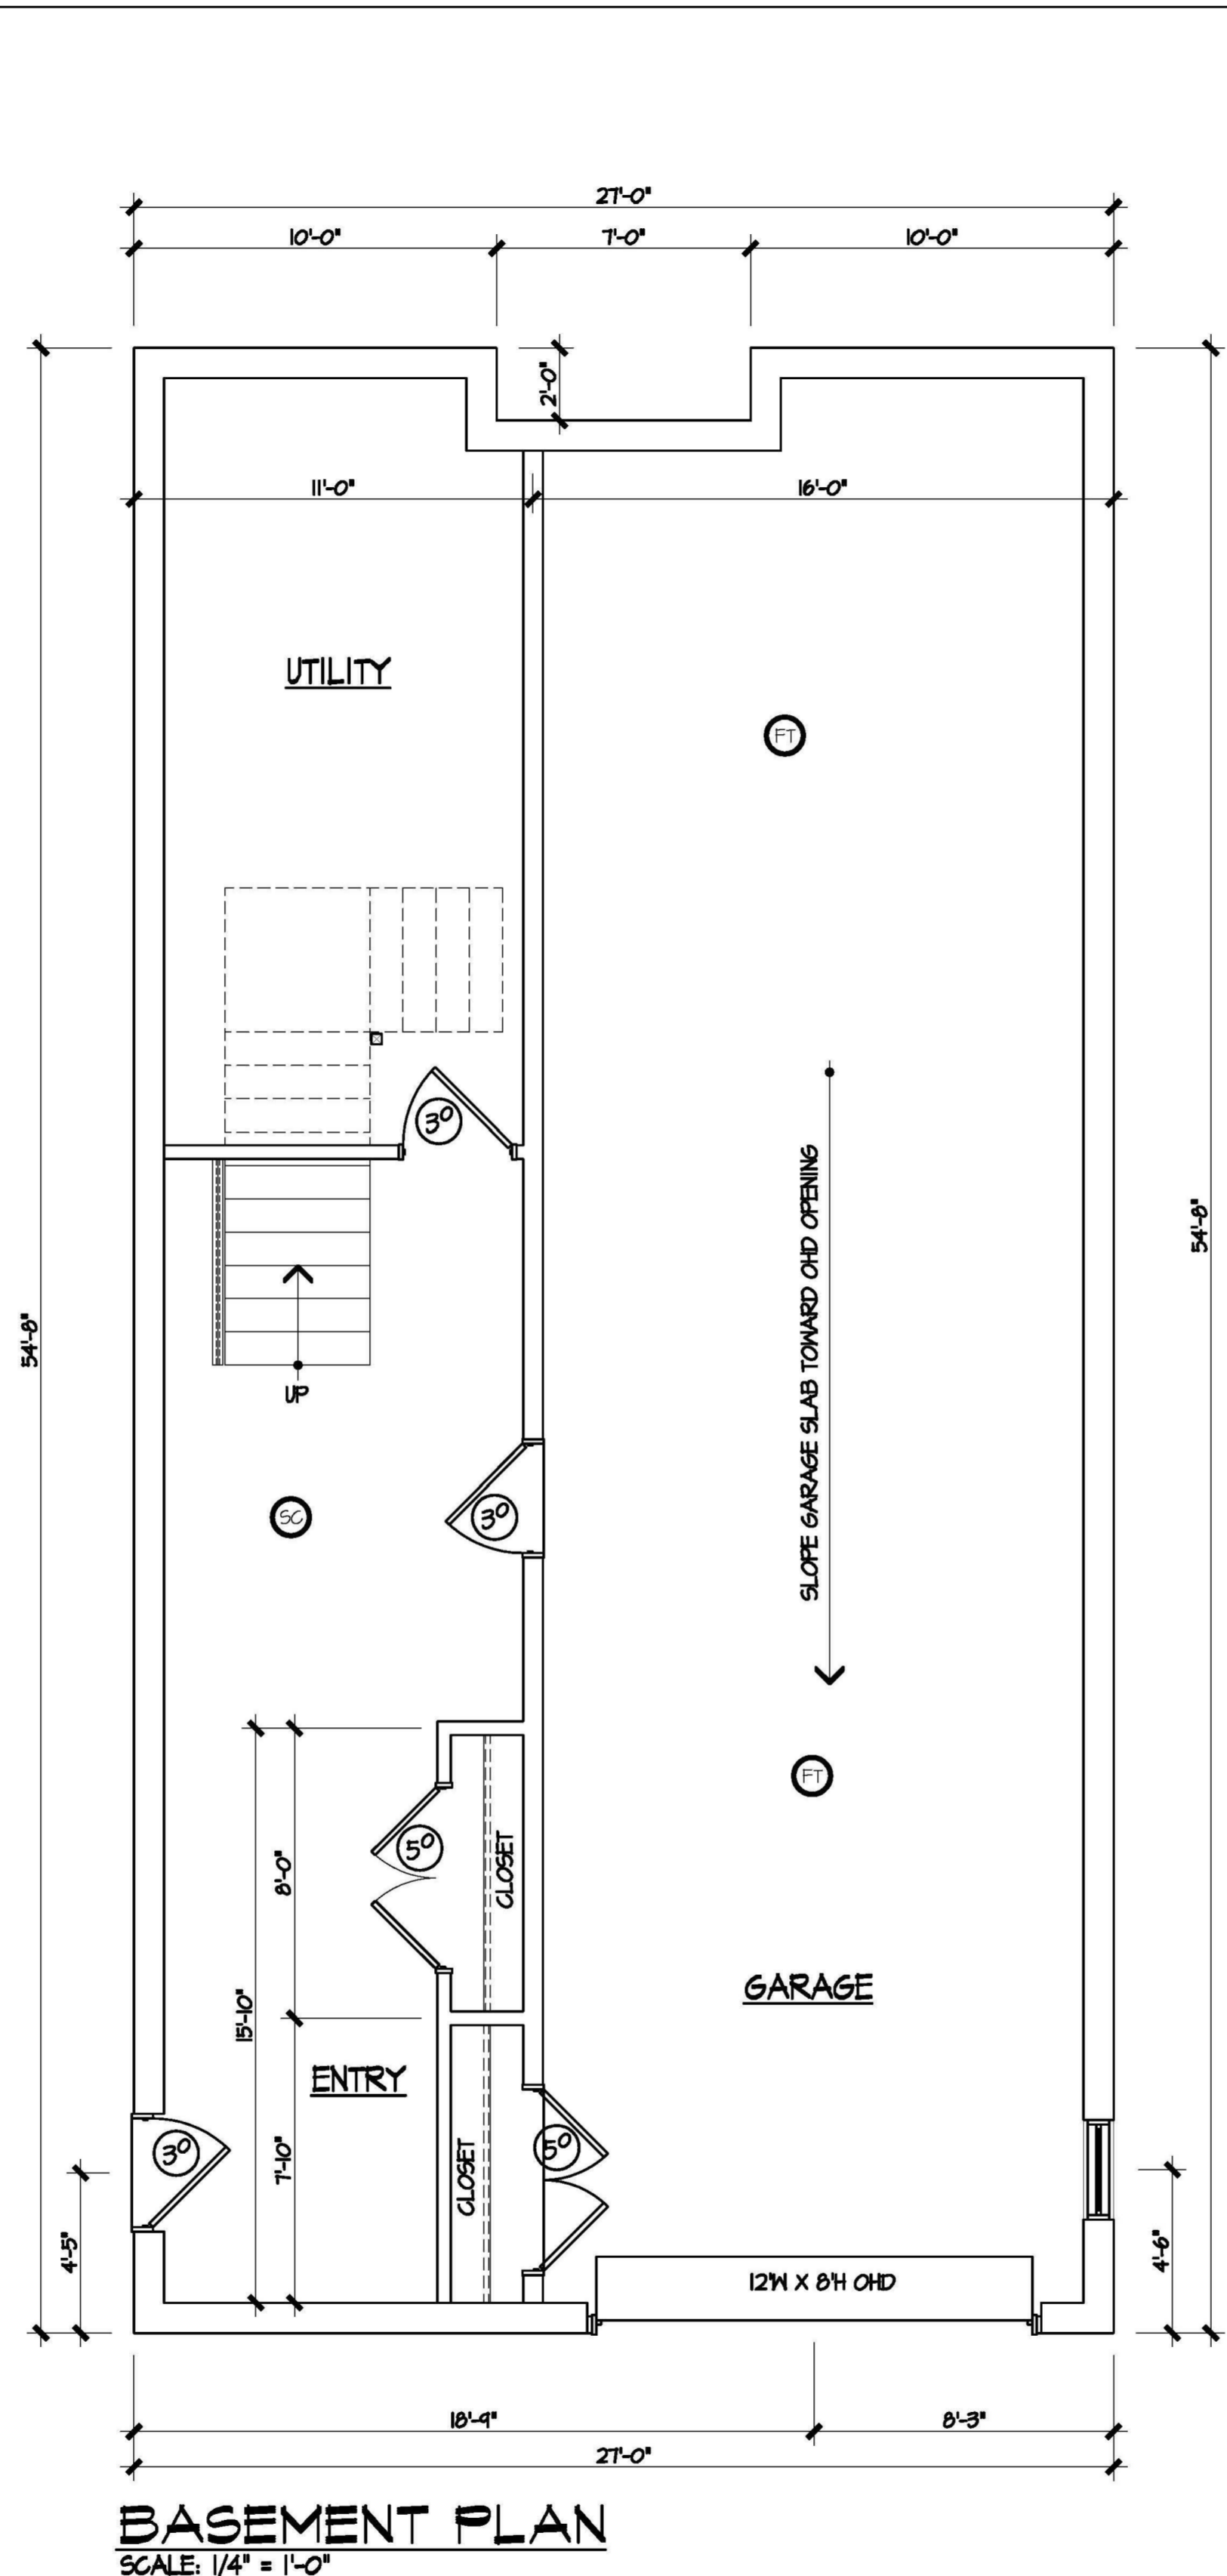 27'-0"
10'-0"
7'-0"
10'-0"
2'-0"
11'-0"
16'-0"
UTILITY
FT
3⁰
SLOPE GARAGE SLAB TOWARD OHD OPENING
54'-8"
54'-8"
UP
SC
3⁰
FT
5⁰
CLOSET
8'-0"
15'-10"
GARAGE
ENTRY
3⁰
5⁰
7'-10"
CLOSET
4'-5"
4'-6"
12'W X 8'H OHD
18'-9"
8'-3"
27'-0"
BASEMENT PLAN
SCALE: 1/4" = 1'-0"